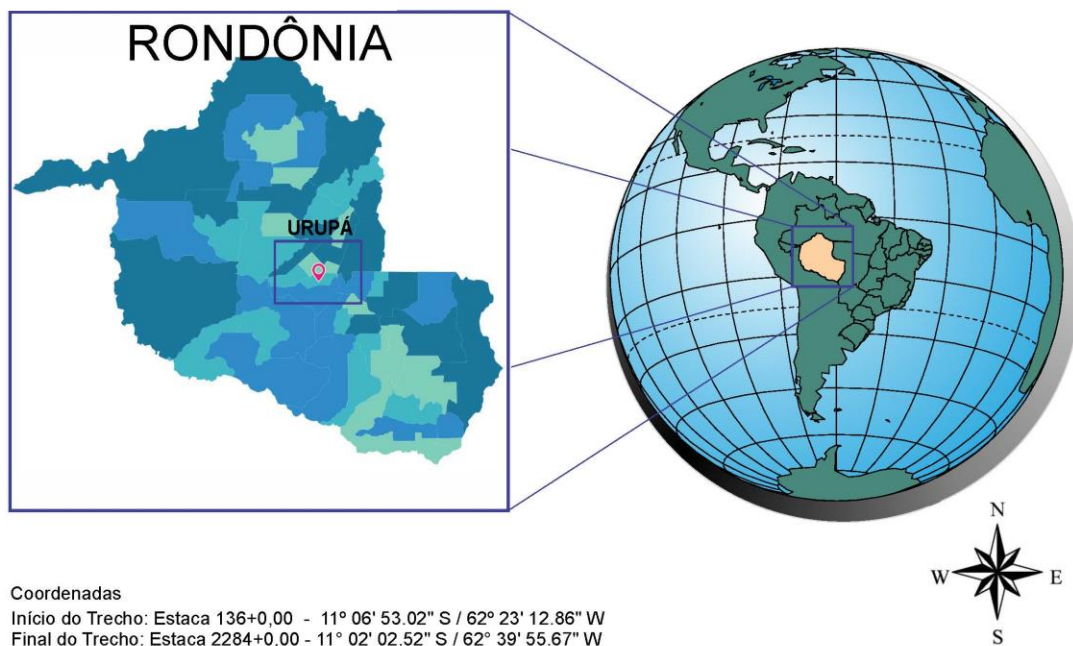 RONDÔNIA
URUPÁ
N
W E
S
Coordenadas
Início do Trecho: Estaca 136+0,00 - 11º 06' 53.02" S / 62º 23' 12.86" W
Final do Trecho: Estaca 2284+0,00 - 11° 02' 02.52" S / 62° 39' 55.67" W